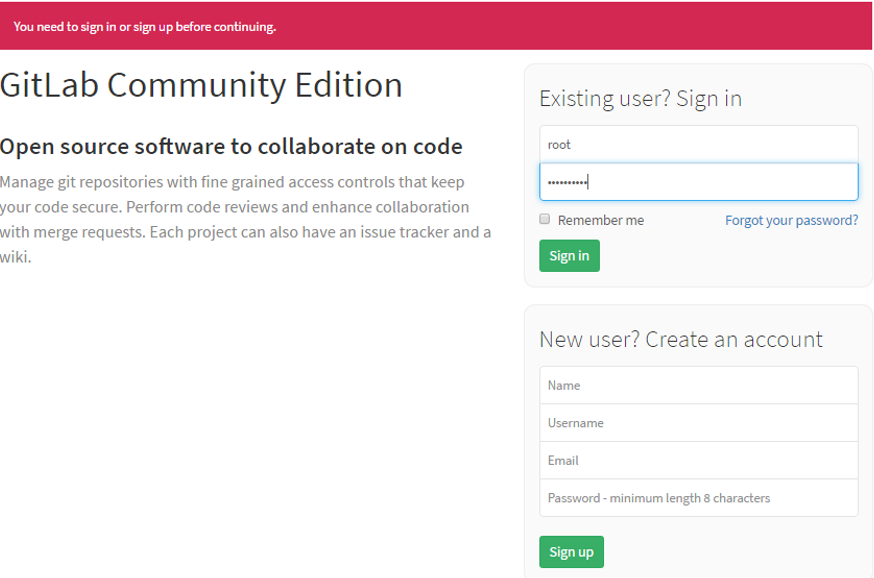 You need to sign in or sign up before continuing.
GitLab Community Edition
Open source software to collaborate on code
Manage git repositories with fine grained access controls that keep
your code secure. Perform code reviews and enhance collaboration
with merge requests. Each project can also have an issue tracker and a
wiki.
Existing user? Sign in
root
••••••••••
Remember me
Forgot your password?
Sign in
New user? Create an account
Name
Username
Email
Password - minimum length 8 characters
Sign up